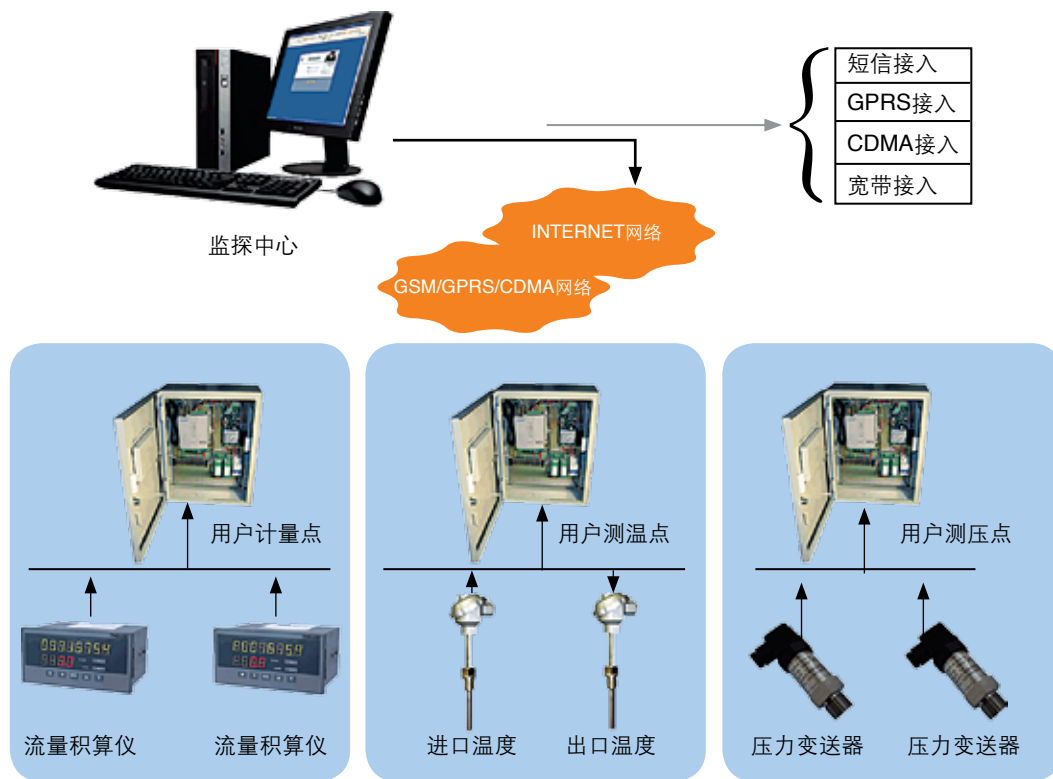 短信接入
GPRS接入
CDMA接入
宽带接入
监探中心
INTERNET网络
GSM/GPRS/CDMA网络
用户计量点
用户测温点
用户测压点
流量积算仪
流量积算仪
进口温度
出口温度
压力变送器
压力变送器